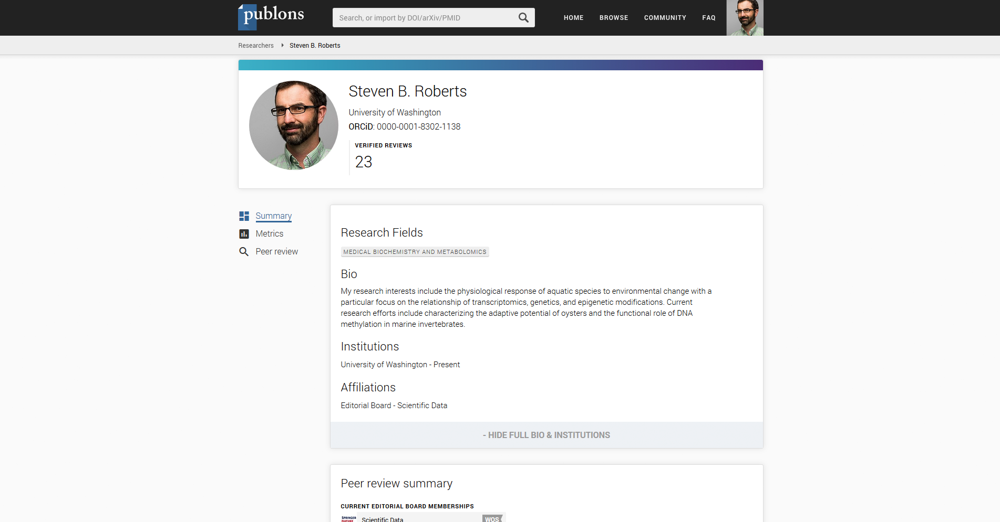 publons
Search, or import by DOI/arXiv/PMID
HOME
BROWSE
COMMUNITY
FAQ
Researchers
Steven B. Roberts
Steven B. Roberts
University of Washington
ORCiD: 0000-0001-8302-1138
VERIFIED REVIEWS
23
Summary
Metrics
Peer review
Research Fields
MEDICAL BIOCHEMISTRY AND METABOLOMICS
Bio
My research interests include the physiological response of aquatic species to environmental change with a
particular focus on the relationship of transcriptomics, genetics, and epigenetic modifications. Current
research efforts include characterizing the adaptive potential of oysters and the functional role of DNA
methylation in marine invertebrates.
Institutions
University of Washington - Present
Affiliations
Editorial Board - Scientific Data
- HIDE FULL BIO & INSTITUTIONS
Peer review summary
CURRENT EDITORIAL BOARD MEMBERSHIPS
SPRINGER
NATURE
Scientific Data
WOS